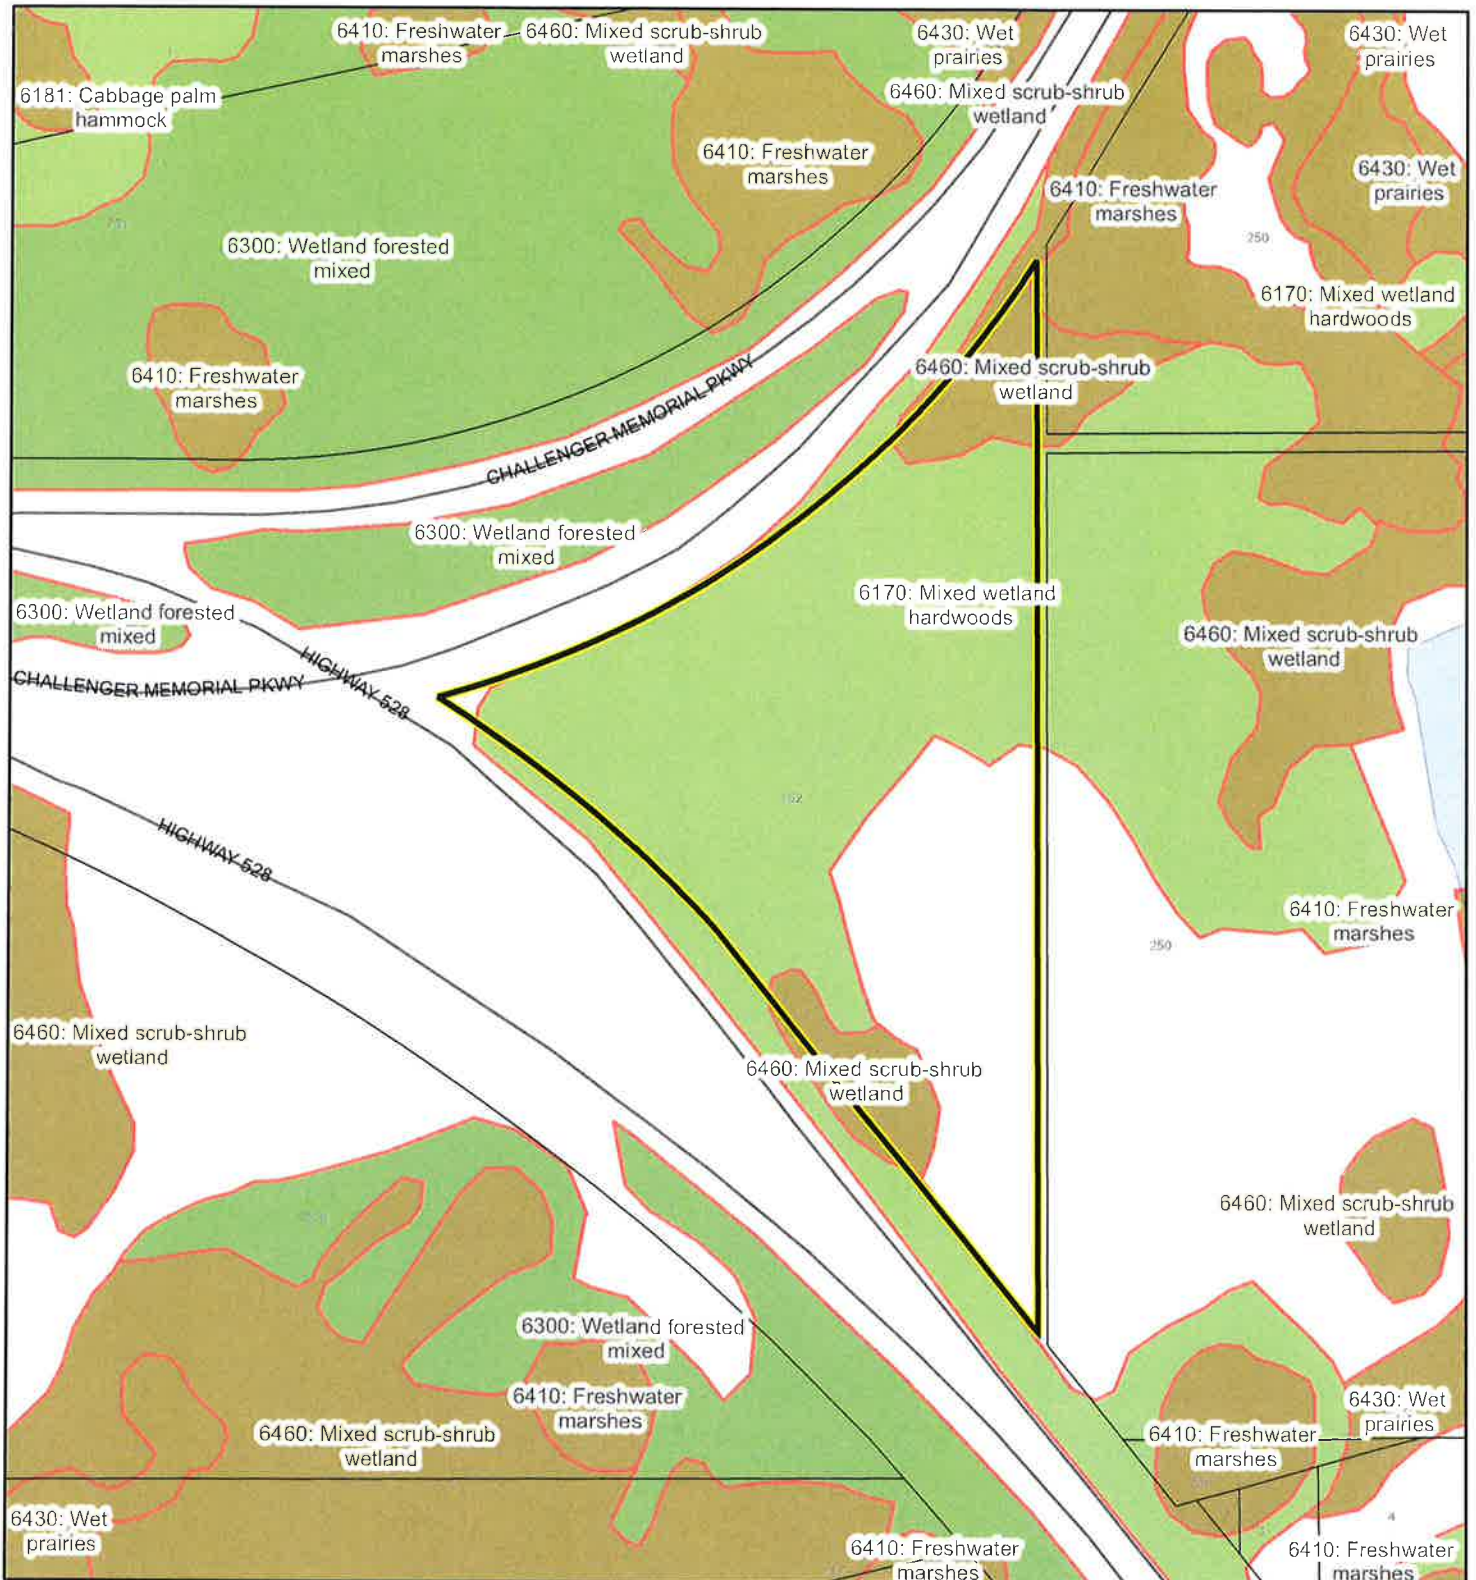 6410: Freshwater
marshes
6460: Mixed scrub-shrub
wetland
6430: Wet
prairies
6430: Wet
prairies
6181: Cabbage palm
hammock
6460: Mixed scrub-shrub
wetland
6410: Freshwater
marshes
6410: Freshwater
marshes
6430: Wet
prairies
6300: Wetland forested
mixed
250
6170: Mixed wetland
hardwoods
6410: Freshwater
marshes
6460: Mixed scrub-shrub
wetland
CHALLENGER MEMORIAL PKWY
6300: Wetland forested
mixed
6170: Mixed wetland
hardwoods
6300: Wetland forested
mixed
6460: Mixed scrub-shrub
wetland
CHALLENGER MEMORIAL PKWY
HIGHWAY 528
HIGHWAY 528
6410: Freshwater
marshes
250
6460: Mixed scrub-shrub
wetland
6460: Mixed scrub-shrub
wetland
6460: Mixed scrub-shrub
wetland
6300: Wetland forested
mixed
6410: Freshwater
marshes
6430: Wet
prairies
6460: Mixed scrub-shrub
wetland
6410: Freshwater
marshes
6430: Wet
prairies
4
6410: Freshwater
marshes
6410: Freshwater
marshes